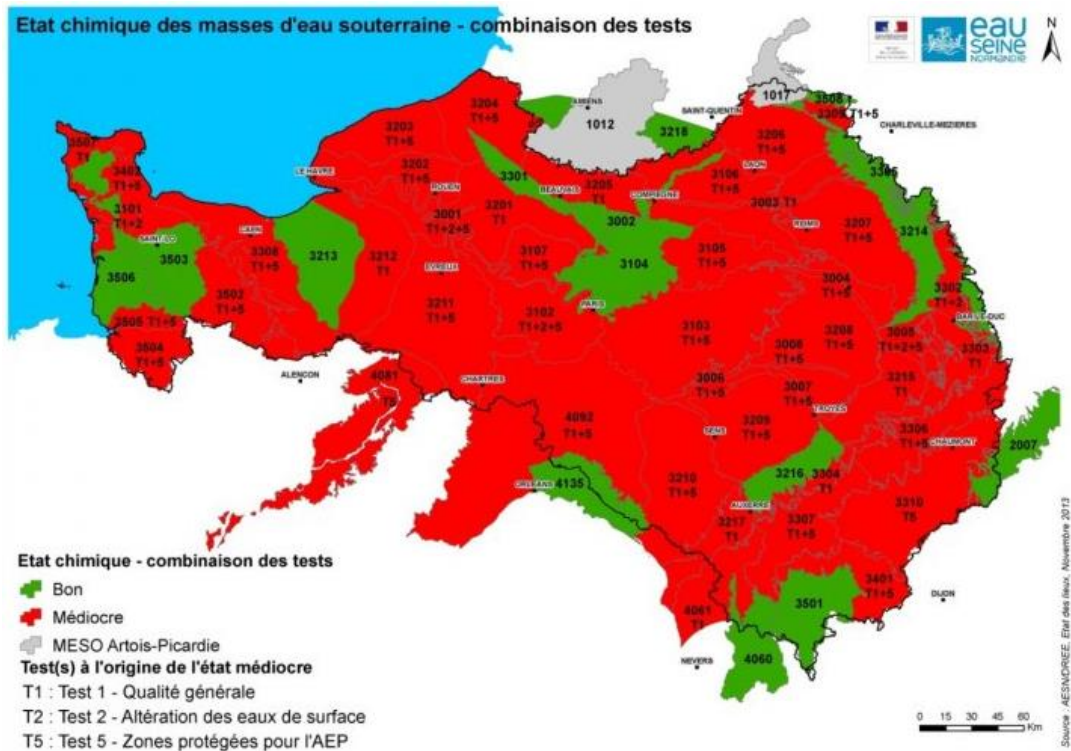 Etat chimique des masses d'eau souterraine - combinaison des tests
eau
SEINE
NORMANDIE
N
AMIENS
1012
1017
SAINT-QUENTIN
3218
3508
3309 T1+5
CHARLEVILLE-MEZIERES
3204
T1+5
3203
T1+5
3206
T1+5
LAON
3507
T1
3402
T1+5
LE HAVRE
3202
T1+5
ROUEN
3301
BEAUVAIS
3205
T1
COMPIEGNE
3106
T1+5
3003 T1
REIMS
3305
3101
T1+2
SAINT-LO
CAEN
3001
T1+2+5
3201
T1
3002
3207
T1+5
3214
3506
3503
3308
T1+5
3213
3212
T1
EVREUX
3107
T1+5
3104
3105
T1+5
3004
T1+5
3302
T1+2
BAR-LE-DUC
3502
T1+5
3211
T1+5
3102
T1+2+5
PARIS
3103
T1+5
3208
T1+5
3005
T1+2+5
3303
T1
3505 T1+5
3504
T1+5
ALENÇON
4081
T5
CHARTRES
3006
T1+5
3008
T1+5
3007
T1+5
TROYES
3215
T1
4092
T1+5
SENS
3209
T1+5
3306
T1+5
CHAUMONT
2007
ORLEANS
4135
3210
T1+5
3216
3304
T1
AUXERRE
3217
T1
3307
T1+5
3310
T5
4061
T1
3501
3401
T1+5
DIJON
NEVERS
4060
Etat chimique - combinaison des tests
Bon
Médiocre
MESO Artois-Picardie
Test(s) à l'origine de l'état médiocre
T1 : Test 1 - Qualité générale
T2 : Test 2 - Altération des eaux de surface
T5 : Test 5 - Zones protégées pour l'AEP
0 15 30 45 60
Km
Source : AESN/DRIEE, Etat des lieux, Novembre 2013